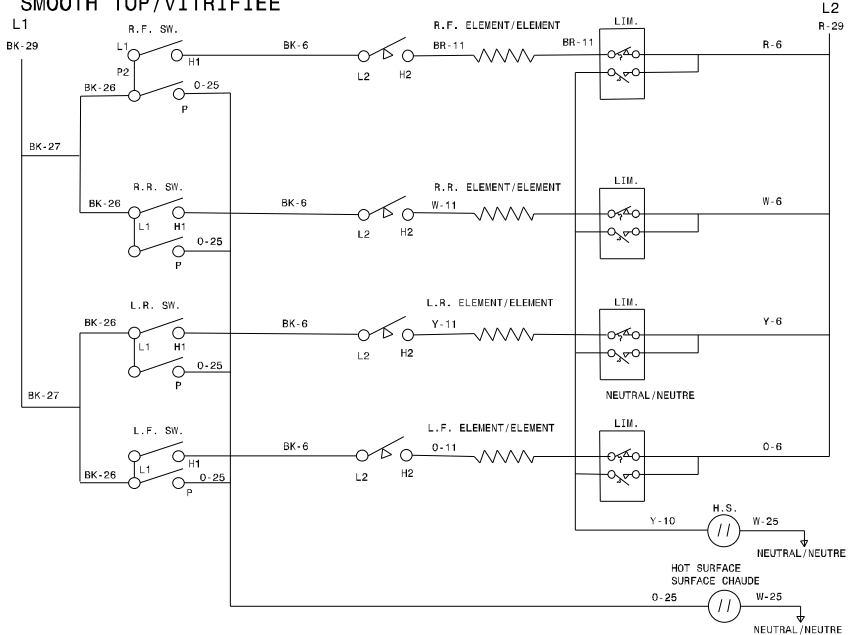 SMOOTH TOP/VITRIFIEE
L1
L2
BK-29
R-29
R.F. SW.
R.F. ELEMENT/ELEMENT
LIM.
L1
H1
BK-6
L2
H2
BR-11
BR-11
R-6
P2
BK-26
O-25
P
BK-27
R.R. SW.
R.R. ELEMENT/ELEMENT
LIM.
BK-26
L1
H1
BK-6
L2
H2
W-11
W-6
O-25
P
L.R. SW.
L.R. ELEMENT/ELEMENT
LIM.
BK-26
L1
H1
BK-6
L2
H2
Y-11
Y-6
O-25
P
BK-27
NEUTRAL/NEUTRE
L.F. SW.
L.F. ELEMENT/ELEMENT
LIM.
L1
H1
BK-6
L2
H2
O-11
O-6
BK-26
O-25
P
H.S.
Y-10
W-25
NEUTRAL/NEUTRE
HOT SURFACE
SURFACE CHAUDE
O-25
W-25
NEUTRAL/NEUTRE